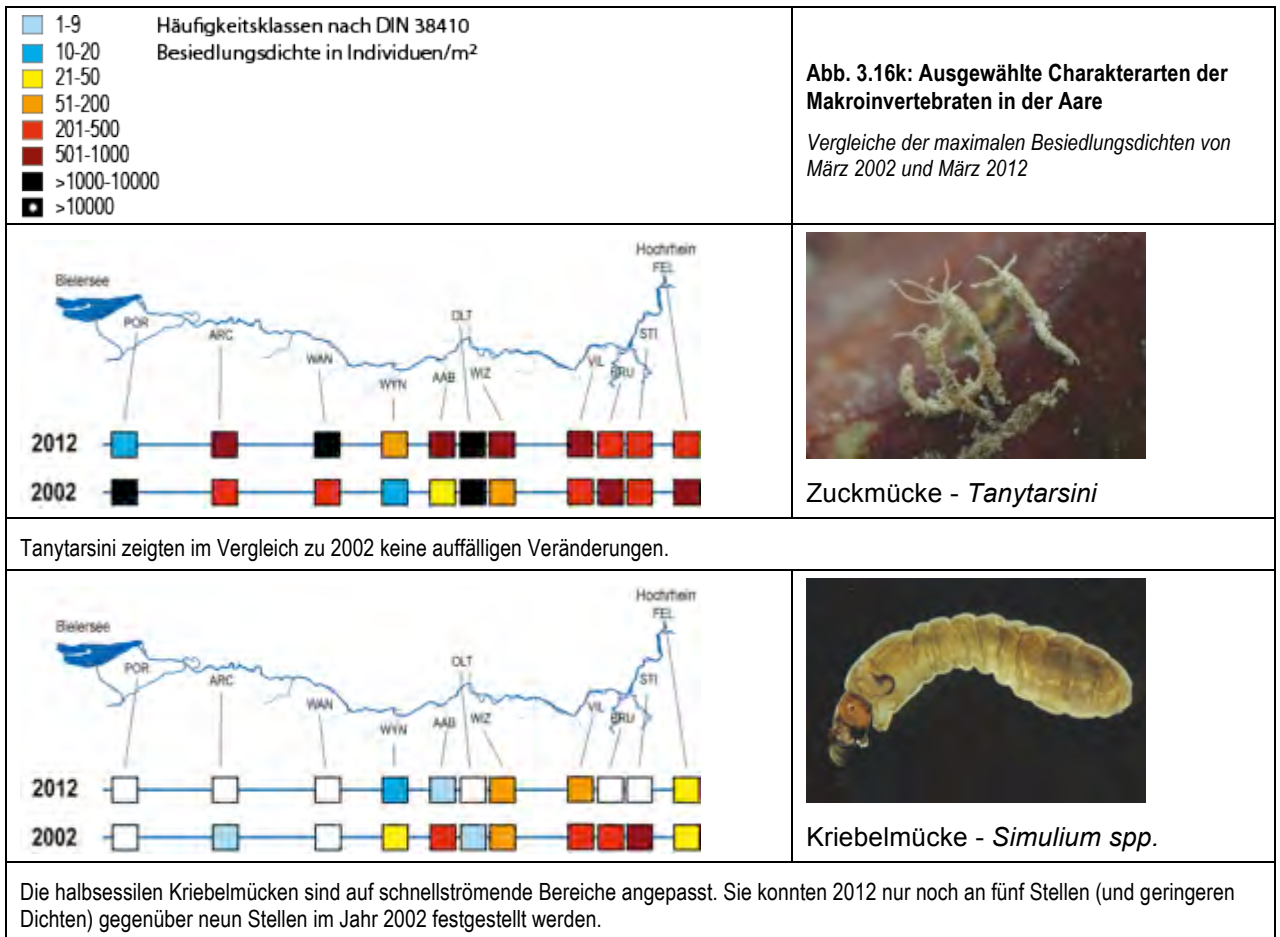 1-9 Häufigkeitsklassen nach DIN 38410
10-20 Besiedlungsdichte in Individuen/m²
21-50
51-200
201-500
501-1000
>1000-10000
>10000
Abb. 3.16k: Ausgewählte Charakterarten der
Makroinvertebraten in der Aare
Vergleiche der maximalen Besiedlungsdichten von
März 2002 und März 2012
Hochrhein
FEL
Bielersee
POR
ARC
WAN
WYN
AAB
OLT
WIZ
VIL
BRU
STI
2012
2002
Zuckmücke - Tanytarsini
Tanytarsini zeigten im Vergleich zu 2002 keine auffälligen Veränderungen.
Hochrhein
FEL
Bielersee
POR
ARC
WAN
WYN
AAB
OLT
WIZ
VIL
BRU
STI
2012
2002
Kriebelmücke - Simulium spp.
Die halbsessilen Kriebelmücken sind auf schnellströmende Bereiche angepasst. Sie konnten 2012 nur noch an fünf Stellen (und geringeren
Dichten) gegenüber neun Stellen im Jahr 2002 festgestellt werden.